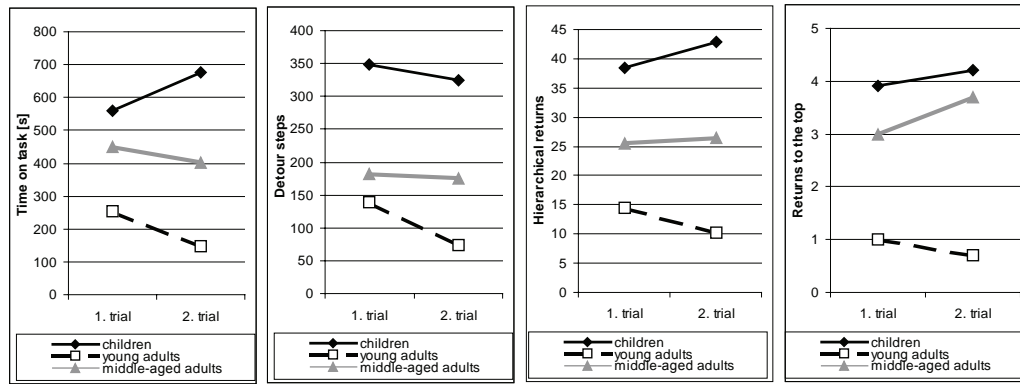 Time on task [s]
800
700
600
500
400
300
200
100
0
1. trial 2. trial
children
young adults
middle-aged adults
Detour steps
400
350
300
250
200
150
100
50
0
1. trial 2. trial
children
young adults
middle-aged adults
Hierarchical returns
45
40
35
30
25
20
15
10
5
0
1. trial 2. trial
children
young adults
middle-aged adults
Returns to the top
5
4
3
2
1
0
1. trial 2. trial
children
young adults
middle-aged adults